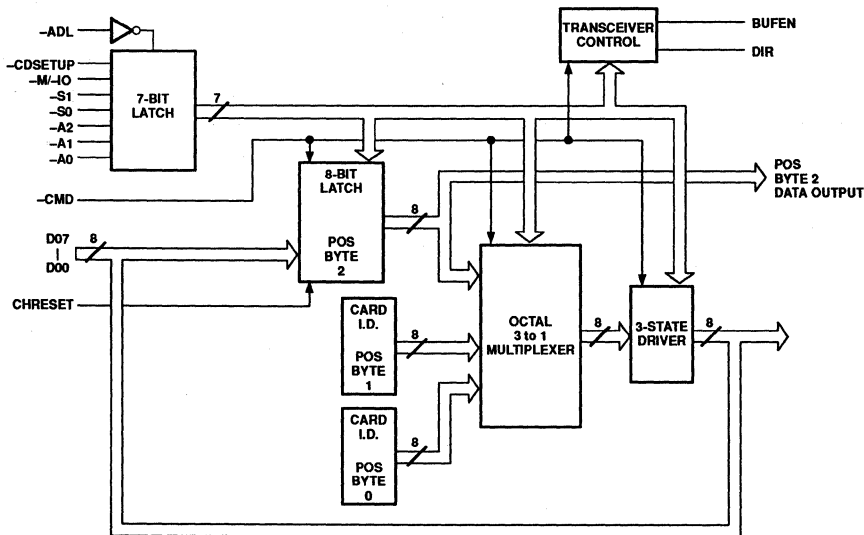 –ADL
–CDSETUP
–M/–IO
–S1
–S0
–A2
–A1
–A0
7-BIT
LATCH
7
TRANSCEIVER
CONTROL
BUFEN
DIR
–CMD
8-BIT
LATCH
POS
BYTE
2
8
POS
BYTE 2
DATA OUTPUT
D07
D00
8
CHRESET
CARD
I.D.
POS
BYTE
1
8
CARD
I.D.
POS
BYTE
0
8
OCTAL
3 to 1
MULTIPLEXER
8
3-STATE
DRIVER
8